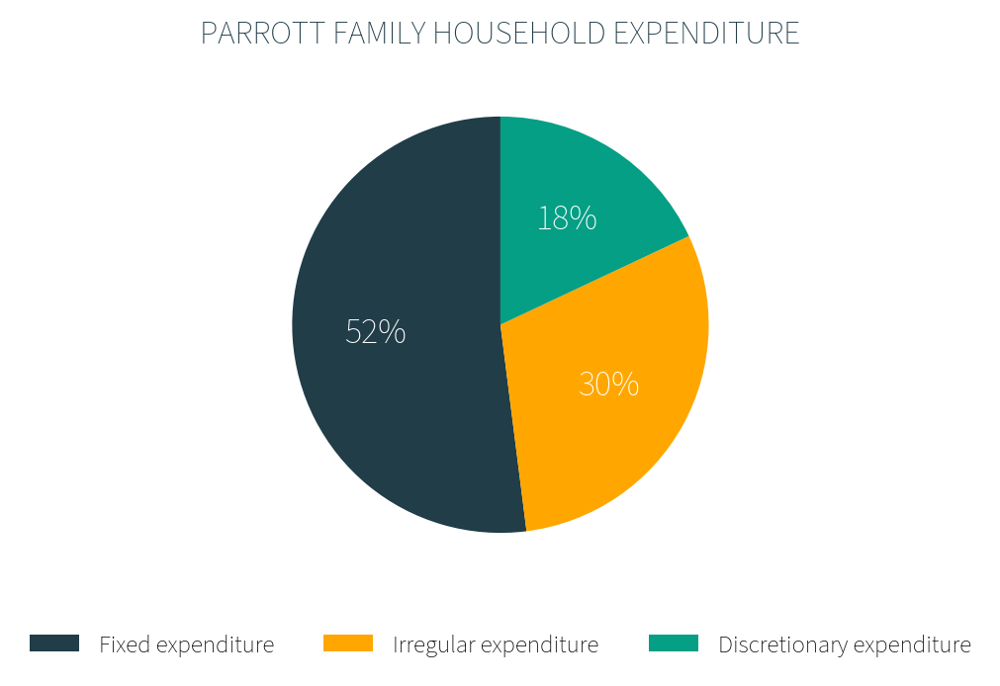 PARROTT FAMILY HOUSEHOLD EXPENDITURE
18%
52%
30%
Fixed expenditure
Irregular expenditure
Discretionary expenditure